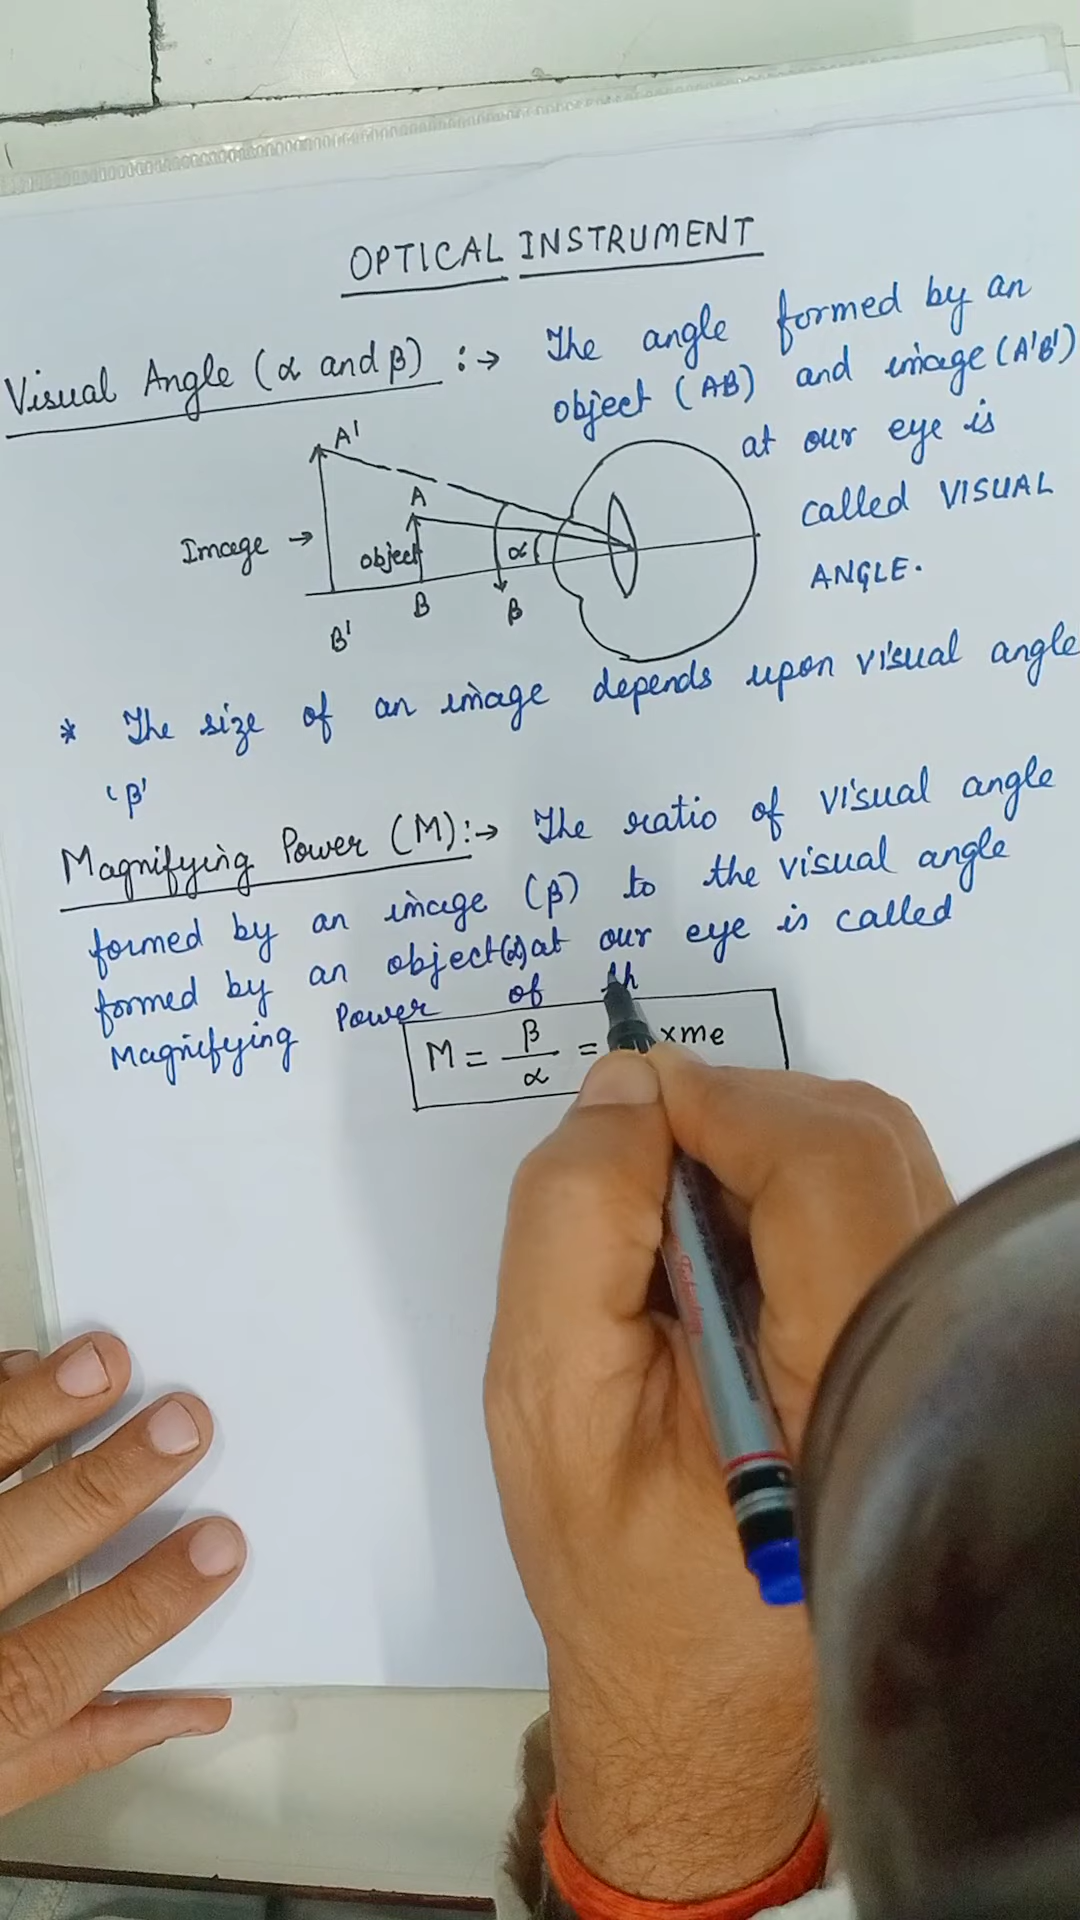 OPTICAL INSTRUMENT
Visual Angle (α and β) :→ The angle formed by an
object (AB) and image (A'B')
at our eye is
called VISUAL
ANGLE.
A'
A
Image →
object
α
B
β
B'
* The size of an image depends upon visual angle
'β'
Magnifying Power (M):→ The ratio of visual angle
formed by an image (β) to the visual angle
formed by an object(α) at our eye is called
Magnifying Power of th
M = β/α = xme